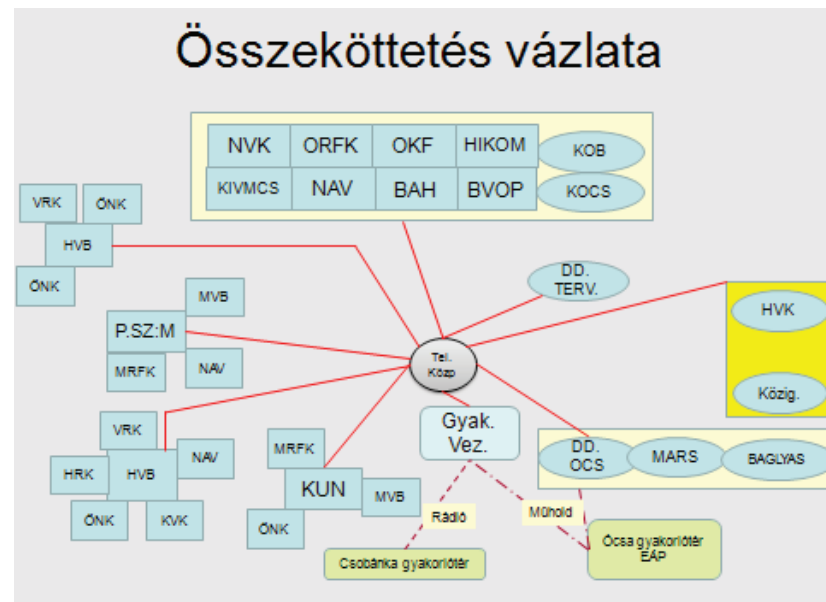 Összeköttetés vázlata
NVK ORFK OKF HIKOM KOB
KIVMCS NAV BAH BVOP KOCS
VRK ÖNK
HVB
ÖNK
DD.
TERV.
HVK
Közig.
MVB
P.SZ:M
MRFK NAV
Tel.
Közp
Gyak.
Vez.
VRK
NAV
HRK HVB
ÖNK KVK
MRFK
KUN
MVB
ÖNK
DD.
OCS
MARS
BAGLYAS
Rádió
Műhold
Csobánka gyakorlótér
Ócsa gyakorlótér
EÁP